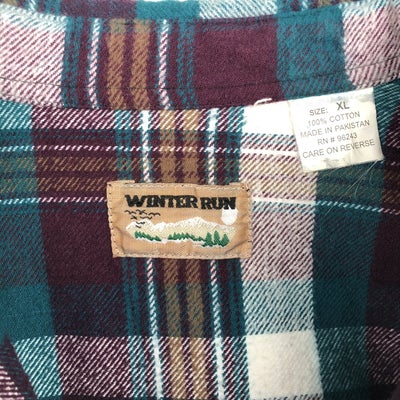 SIZE: XL
100% COTTON
MADE IN PAKISTAN
RN # 96243
CARE ON REVERSE
WINTER RUN